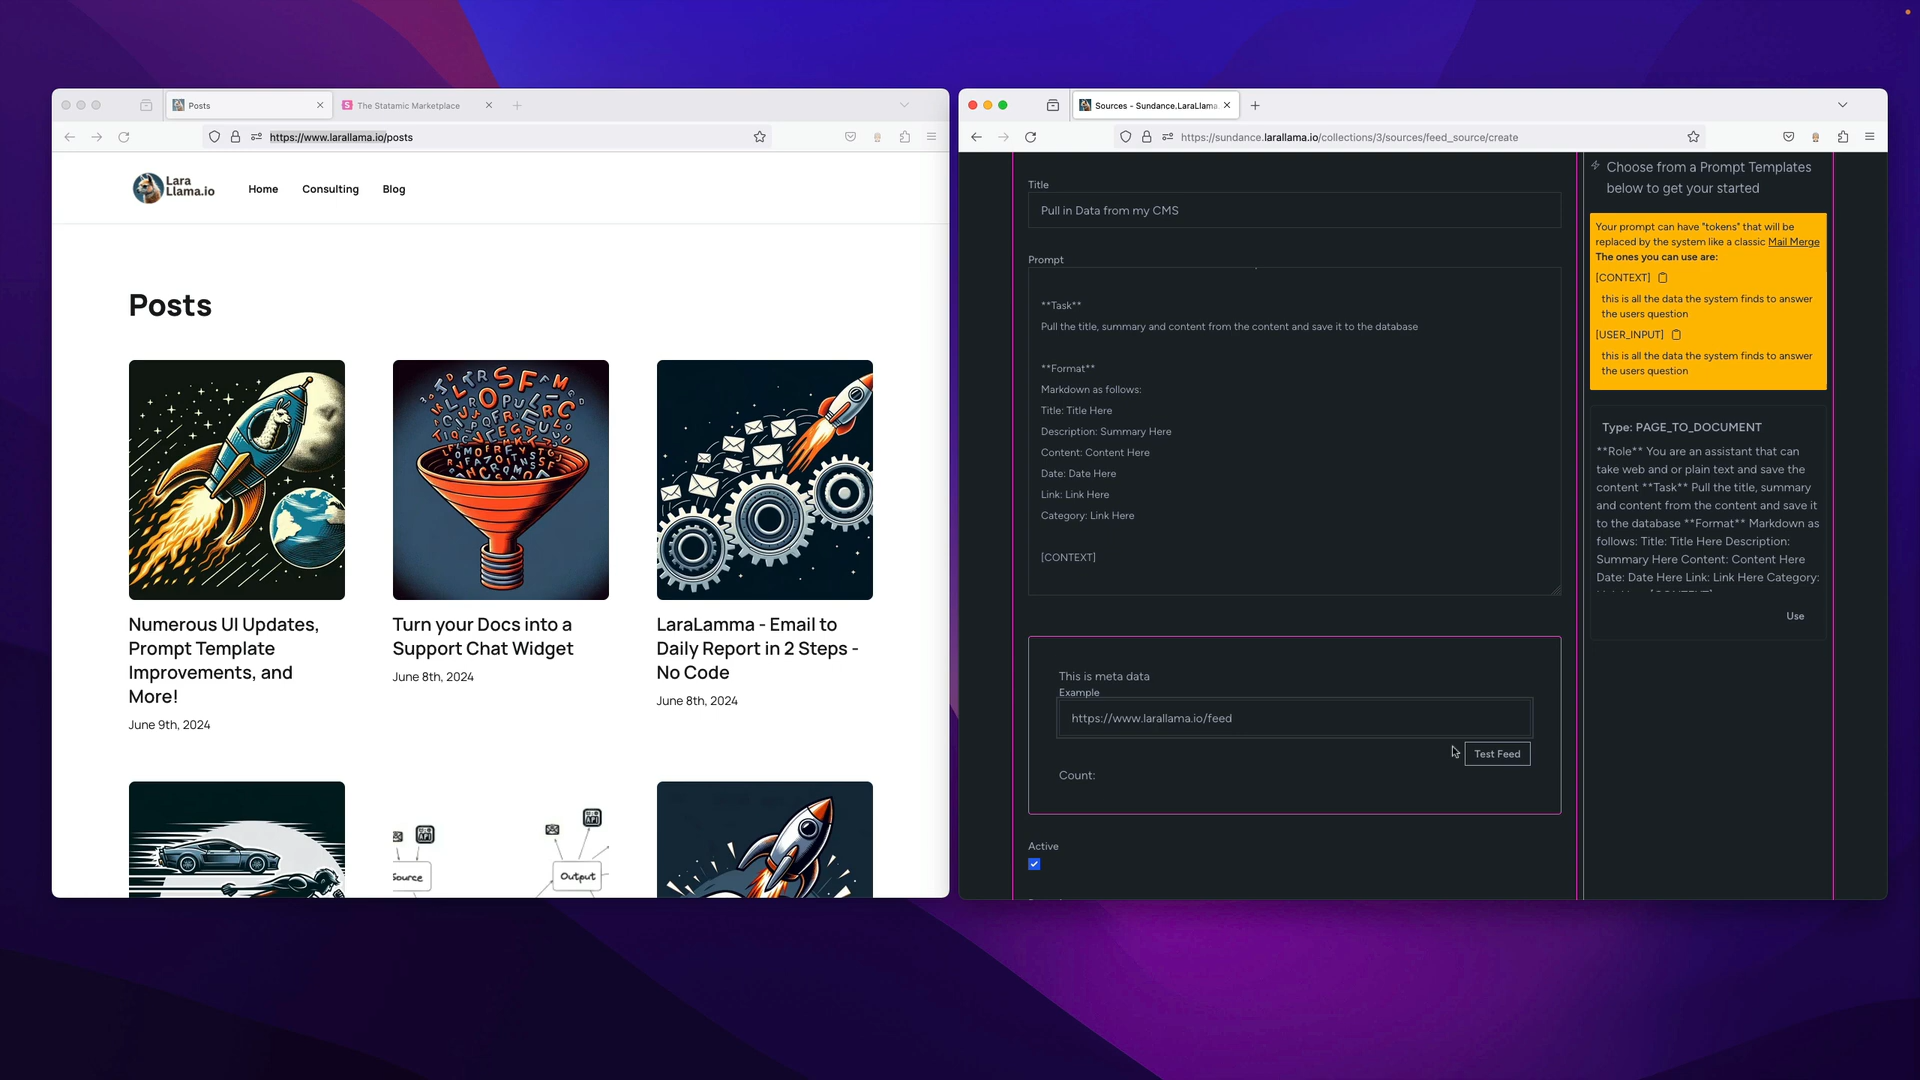 Posts
The Statamic Marketplace
https://www.larallama.io/posts
Lara
Llama.io
Home
Consulting
Blog
Posts
Numerous UI Updates,
Prompt Template
Improvements, and
More!
June 9th, 2024
Turn your Docs into a
Support Chat Widget
June 8th, 2024
LaraLamma - Email to
Daily Report in 2 Steps -
No Code
June 8th, 2024
API
API
Source
Output
Sources - Sundance.LaraLlama
https://sundance.larallama.io/collections/3/sources/feed_source/create
Title
Pull in Data from my CMS
Prompt
**Task**
Pull the title, summary and content from the content and save it to the database
**Format**
Markdown as follows:
Title: Title Here
Description: Summary Here
Content: Content Here
Date: Date Here
Link: Link Here
Category: Link Here
[CONTEXT]
This is meta data
Example
https://www.larallama.io/feed
Test Feed
Count:
Active
Choose from a Prompt Templates
below to get your started
Your prompt can have "tokens" that will be
replaced by the system like a classic Mail Merge
The ones you can use are:
[CONTEXT]
this is all the data the system finds to answer
the users question
[USER_INPUT]
this is all the data the system finds to answer
the users question
Type: PAGE_TO_DOCUMENT
**Role** You are an assistant that can
take web and or plain text and save the
content **Task** Pull the title, summary
and content from the content and save it
to the database **Format** Markdown as
follows: Title: Title Here Description:
Summary Here Content: Content Here
Date: Date Here Link: Link Here Category:
Use